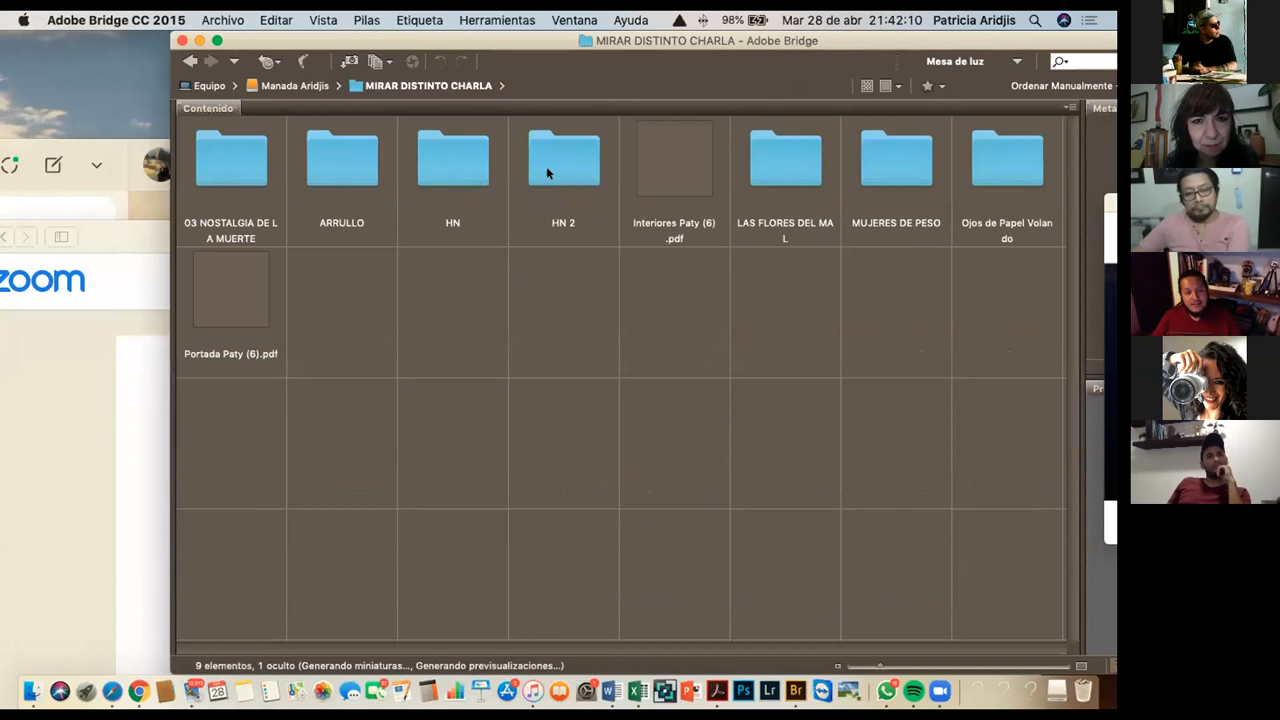 Adobe Bridge CC 2015 Archivo Editar Vista Pilas Etiqueta Herramientas Ventana Ayuda 98% Mar 28 de abr 21:42:10 Patricia Aridjis
MIRAR DISTINTO CHARLA - Adobe Bridge
Mesa de luz
Equipo Manada Aridjis MIRAR DISTINTO CHARLA Ordenar Manualmente
Contenido Meta
03 NOSTALGIA DE L
A MUERTE
ARRULLO
HN
HN 2
Interiores Paty (6)
.pdf
LAS FLORES DEL MA
L
MUJERES DE PESO
Ojos de Papel Volan
do
zoom
Portada Paty (6).pdf
Pr
9 elementos, 1 oculto (Generando miniaturas..., Generando previsualizaciones...)
28
Ps Lr Br